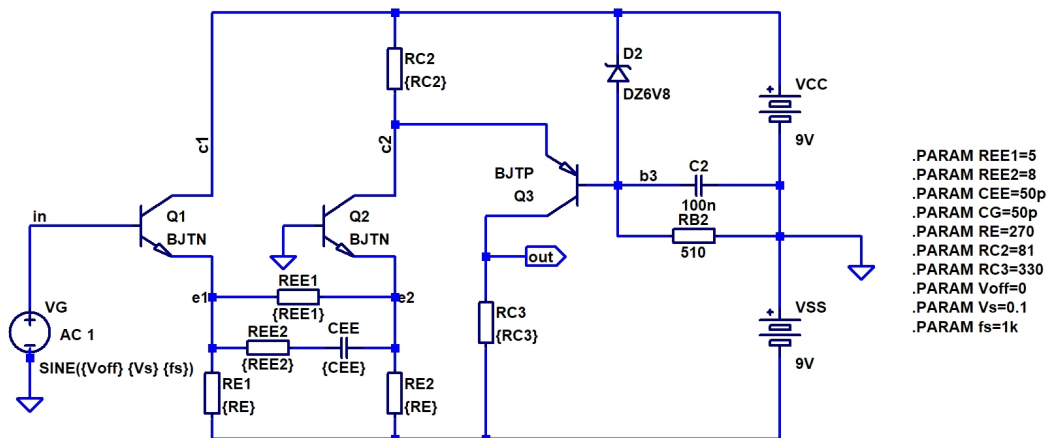 RC2
{RC2}
D2
DZ6V8
VCC
9V
c1
c2
BJTP
Q3
b3
C2
100n
RB2
510
in
Q1
BJTN
Q2
BJTN
out
VG
AC 1
SINE({Voff} {Vs} {fs})
e1
REE1
{REE1}
e2
REE2
{REE2}
CEE
{CEE}
RE1
{RE}
RE2
{RE}
RC3
{RC3}
VSS
9V
.PARAM REE1=5
.PARAM REE2=8
.PARAM CEE=50p
.PARAM CG=50p
.PARAM RE=270
.PARAM RC2=81
.PARAM RC3=330
.PARAM Voff=0
.PARAM Vs=0.1
.PARAM fs=1k